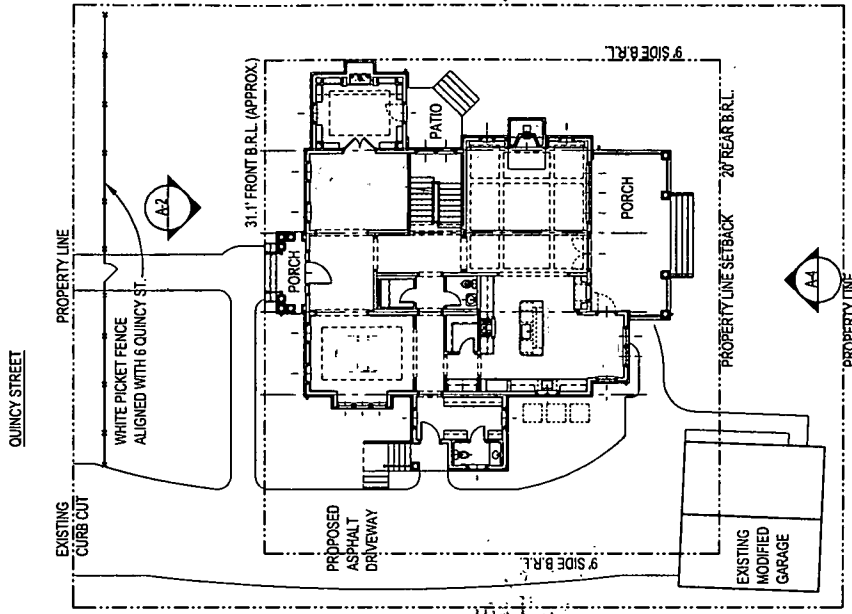 QUINCY STREET
PROPERTY LINE
WHITE PICKET FENCE
ALIGNED WITH 6 QUINCY ST.
EXISTING
CURB CUT
A-2
31.1' FRONT B.R.L. (APPROX.)
9' SIDE B.R.L.
PORCH
PATIO
PORCH
PROPOSED
ASPHALT
DRIVEWAY
9' SIDE B.R.L.
EXISTING
MODIFIED
GARAGE
PROPERTY LINE SETBACK
20' REAR B.R.L.
A-4
PROPERTY LINE